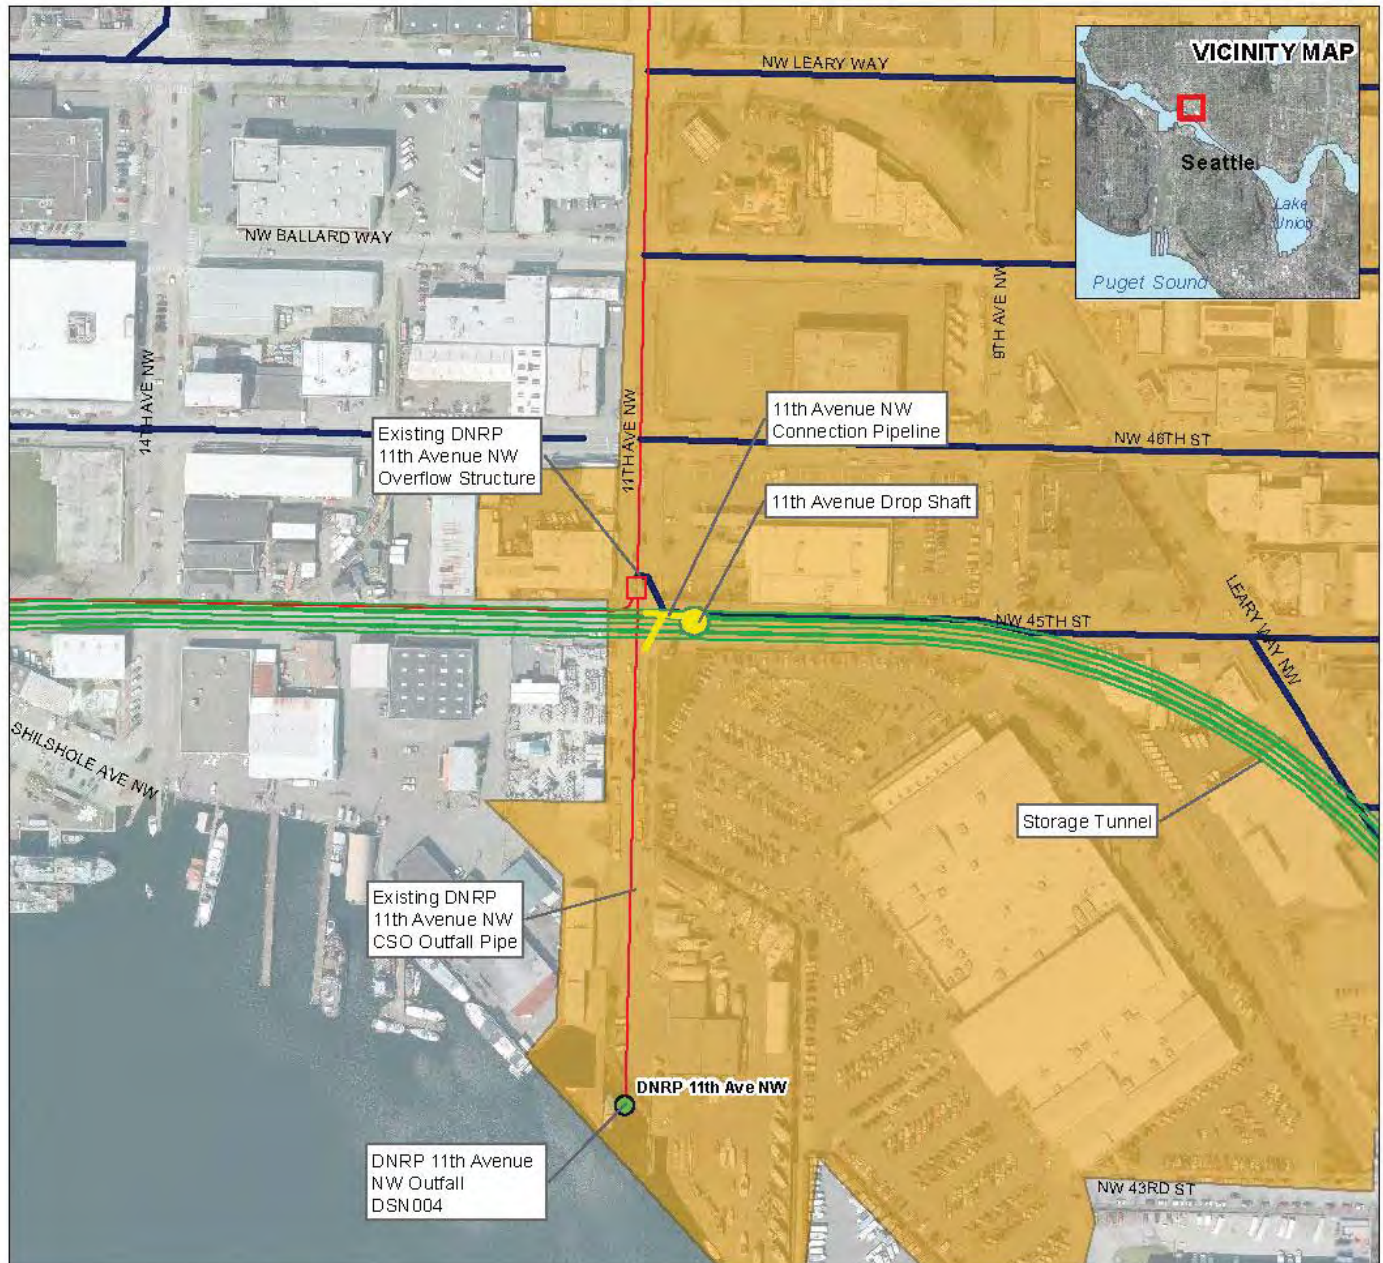 VICINITY MAP
Seattle
Lake
Union
Puget Sound
NW LEARY WAY
NW BALLARD WAY
9TH AVE NW
14TH AVE NW
11TH AVE NW
11th Avenue NW
Connection Pipeline
Existing DNRP
11th Avenue NW
Overflow Structure
NW 46TH ST
11th Avenue Drop Shaft
LEARY WAY NW
NW 45TH ST
SHILSHOLE AVE NW
Storage Tunnel
Existing DNRP
11th Avenue NW
CSO Outfall Pipe
DNRP 11th Ave NW
DNRP 11th Avenue
NW Outfall
DSN004
NW 43RD ST